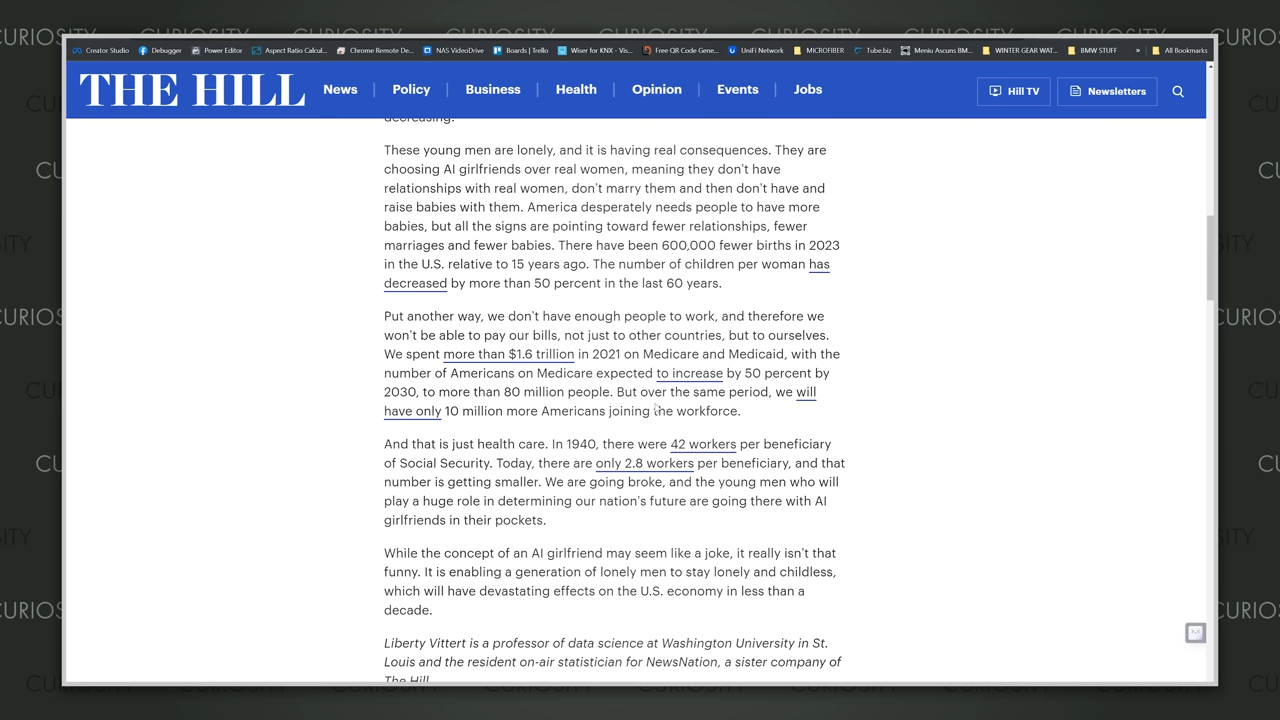 CURIOSITY
Creator Studio
Debugger
Power Editor
Aspect Ratio Calcul...
Chrome Remote De...
NAS VideoDrive
Boards | Trello
Wiser for KNX - Vis...
Free QR Code Gene...
UniFi Network
MICROFIBER
Tube.biz
Meniu Ascuns BM...
WINTER GEAR WAT...
BMW STUFF
»
All Bookmarks
THE HILL
News | Policy | Business | Health | Opinion | Events | Jobs
Hill TV
Newsletters
decreasing.
These young men are lonely, and it is having real consequences. They are
choosing AI girlfriends over real women, meaning they don't have
relationships with real women, don't marry them and then don't have and
raise babies with them. America desperately needs people to have more
babies, but all the signs are pointing toward fewer relationships, fewer
marriages and fewer babies. There have been 600,000 fewer births in 2023
in the U.S. relative to 15 years ago. The number of children per woman has
decreased by more than 50 percent in the last 60 years.
Put another way, we don't have enough people to work, and therefore we
won't be able to pay our bills, not just to other countries, but to ourselves.
We spent more than $1.6 trillion in 2021 on Medicare and Medicaid, with the
number of Americans on Medicare expected to increase by 50 percent by
2030, to more than 80 million people. But over the same period, we will
have only 10 million more Americans joining the workforce.
And that is just health care. In 1940, there were 42 workers per beneficiary
of Social Security. Today, there are only 2.8 workers per beneficiary, and that
number is getting smaller. We are going broke, and the young men who will
play a huge role in determining our nation's future are going there with AI
girlfriends in their pockets.
While the concept of an AI girlfriend may seem like a joke, it really isn't that
funny. It is enabling a generation of lonely men to stay lonely and childless,
which will have devastating effects on the U.S. economy in less than a
decade.
Liberty Vittert is a professor of data science at Washington University in St.
Louis and the resident on-air statistician for NewsNation, a sister company of
The Hill